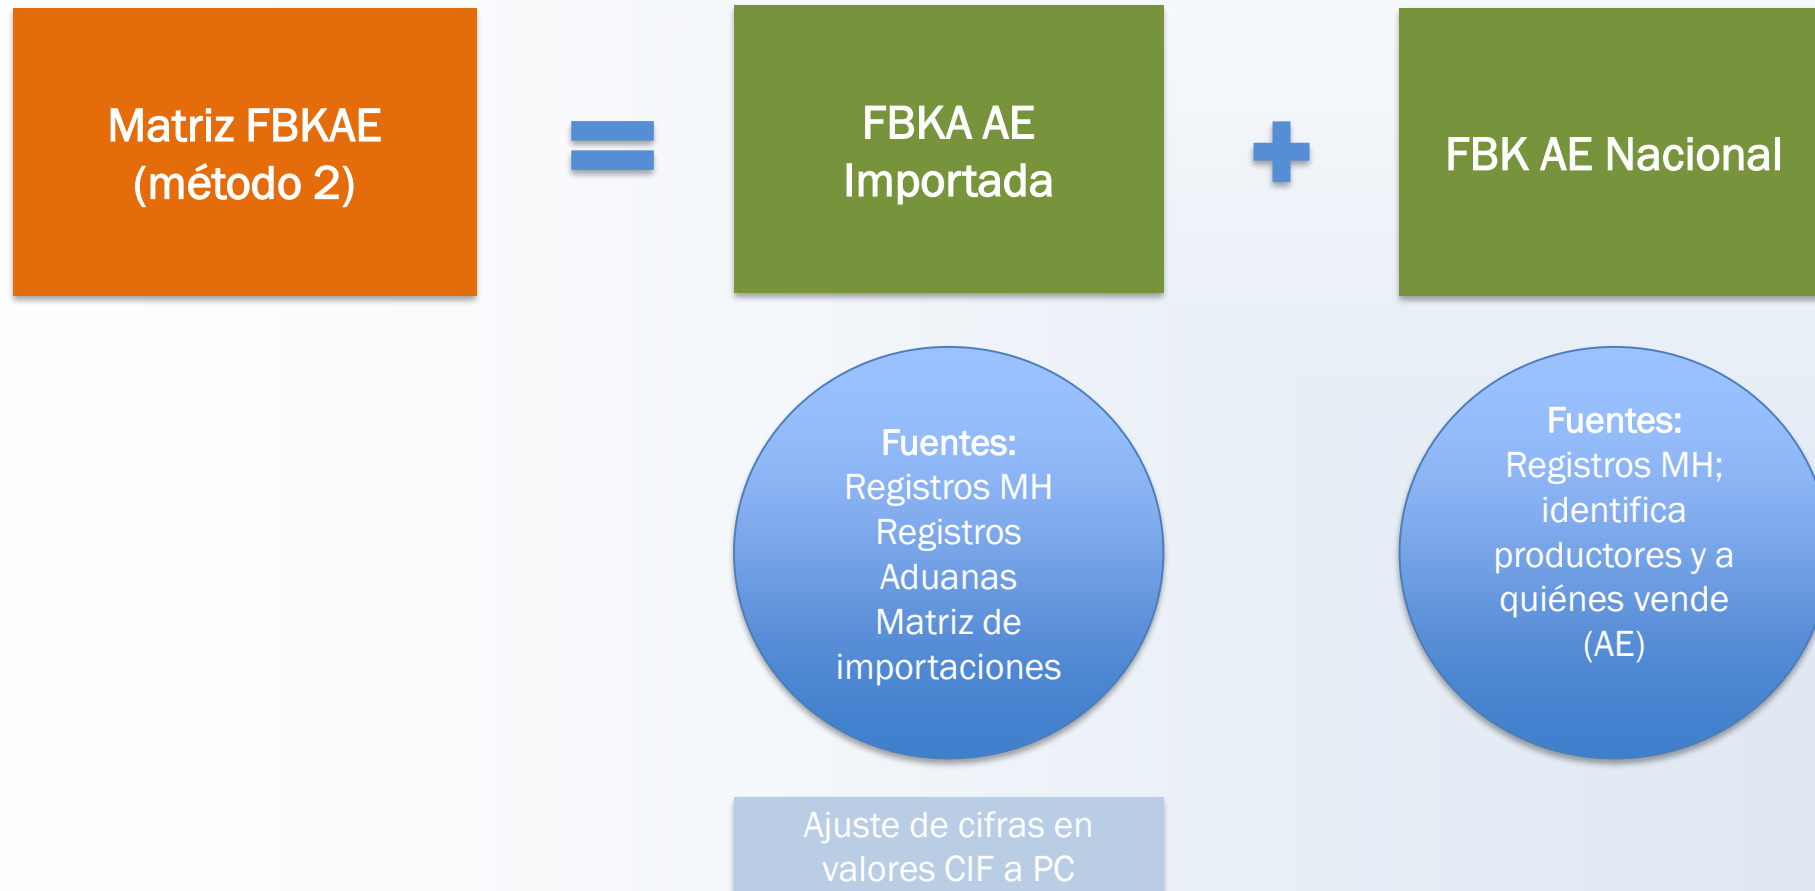 Matriz FBKAE
(método 2)
=
FBKA AE
Importada
+
FBK AE Nacional
Fuentes:
Registros MH
Registros
Aduanas
Matriz de
importaciones
Fuentes:
Registros MH;
identifica
productores y a
quiénes vende
(AE)
Ajuste de cifras en
valores CIF a PC